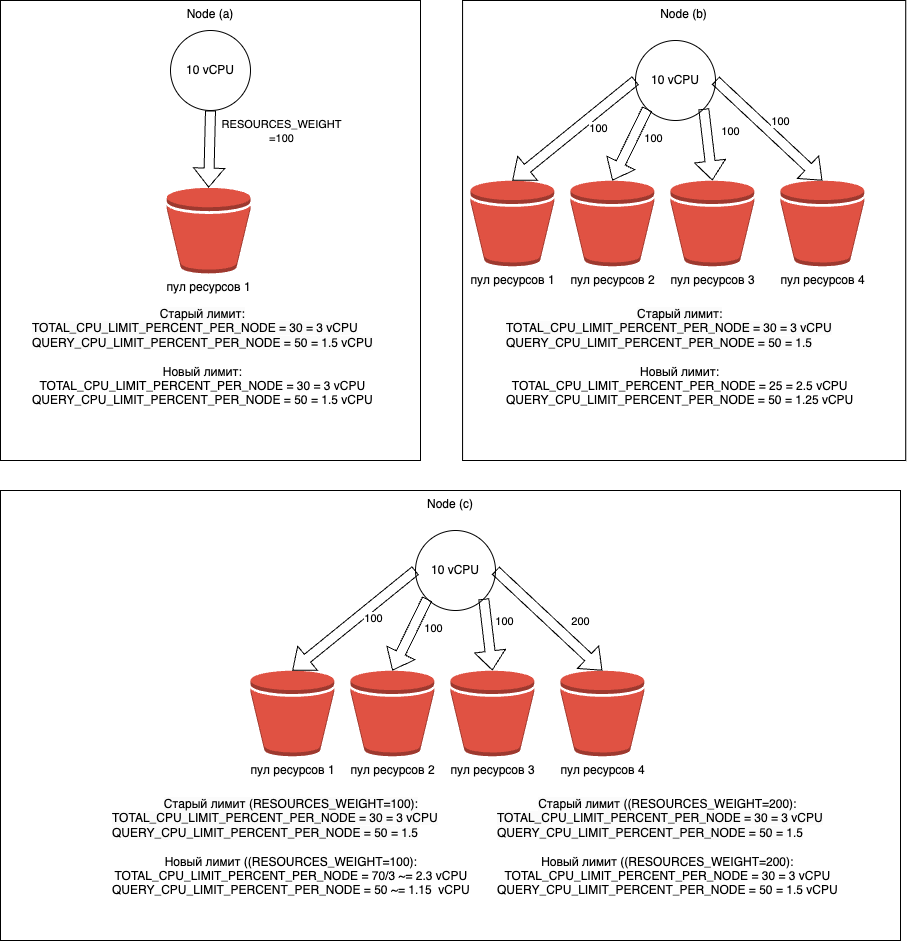 Node (a)
10 vCPU
RESOURCES_WEIGHT
=100
пул ресурсов 1
Старый лимит:
TOTAL_CPU_LIMIT_PERCENT_PER_NODE = 30 = 3 vCPU
QUERY_CPU_LIMIT_PERCENT_PER_NODE = 50 = 1.5 vCPU
Новый лимит:
TOTAL_CPU_LIMIT_PERCENT_PER_NODE = 30 = 3 vCPU
QUERY_CPU_LIMIT_PERCENT_PER_NODE = 50 = 1.5 vCPU
Node (b)
10 vCPU
100
100
100
100
пул ресурсов 1
пул ресурсов 2
пул ресурсов 3
пул ресурсов 4
Старый лимит:
TOTAL_CPU_LIMIT_PERCENT_PER_NODE = 30 = 3 vCPU
QUERY_CPU_LIMIT_PERCENT_PER_NODE = 50 = 1.5
Новый лимит:
TOTAL_CPU_LIMIT_PERCENT_PER_NODE = 25 = 2.5 vCPU
QUERY_CPU_LIMIT_PERCENT_PER_NODE = 50 = 1.25 vCPU
Node (c)
10 vCPU
100
100
100
200
пул ресурсов 1
пул ресурсов 2
пул ресурсов 3
пул ресурсов 4
Старый лимит (RESOURCES_WEIGHT=100):
TOTAL_CPU_LIMIT_PERCENT_PER_NODE = 30 = 3 vCPU
QUERY_CPU_LIMIT_PERCENT_PER_NODE = 50 = 1.5
Новый лимит ((RESOURCES_WEIGHT=100):
TOTAL_CPU_LIMIT_PERCENT_PER_NODE = 70/3 ~= 2.3 vCPU
QUERY_CPU_LIMIT_PERCENT_PER_NODE = 50 ~= 1.15 vCPU
Старый лимит ((RESOURCES_WEIGHT=200):
TOTAL_CPU_LIMIT_PERCENT_PER_NODE = 30 = 3 vCPU
QUERY_CPU_LIMIT_PERCENT_PER_NODE = 50 = 1.5
Новый лимит ((RESOURCES_WEIGHT=200):
TOTAL_CPU_LIMIT_PERCENT_PER_NODE = 30 = 3 vCPU
QUERY_CPU_LIMIT_PERCENT_PER_NODE = 50 = 1.5 vCPU